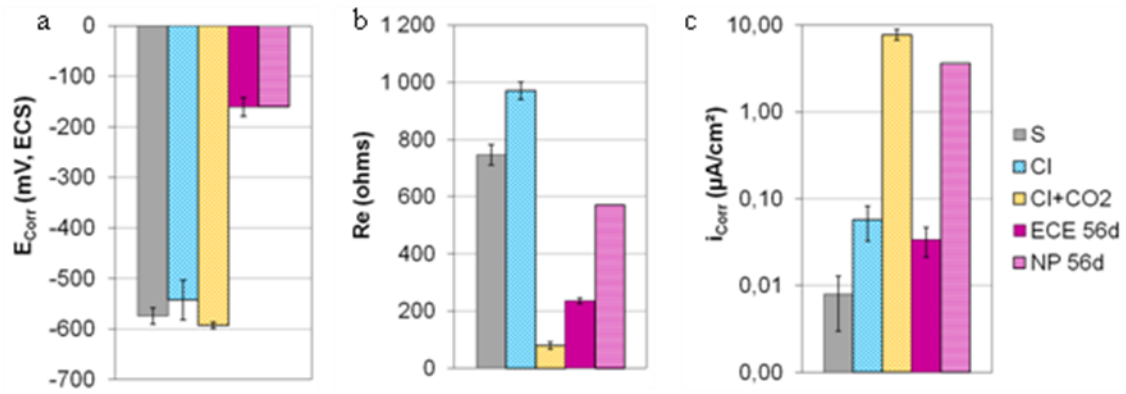 a
0
-100
-200
-300
-400
-500
-600
-700
E_Corr (mV, ECS)
b
1 200
1 000
800
600
400
200
0
Re (ohms)
c
10,00
1,00
0,10
0,01
0,00
i_Corr (µA/cm²)
S
Cl
Cl+CO2
ECE 56d
NP 56d